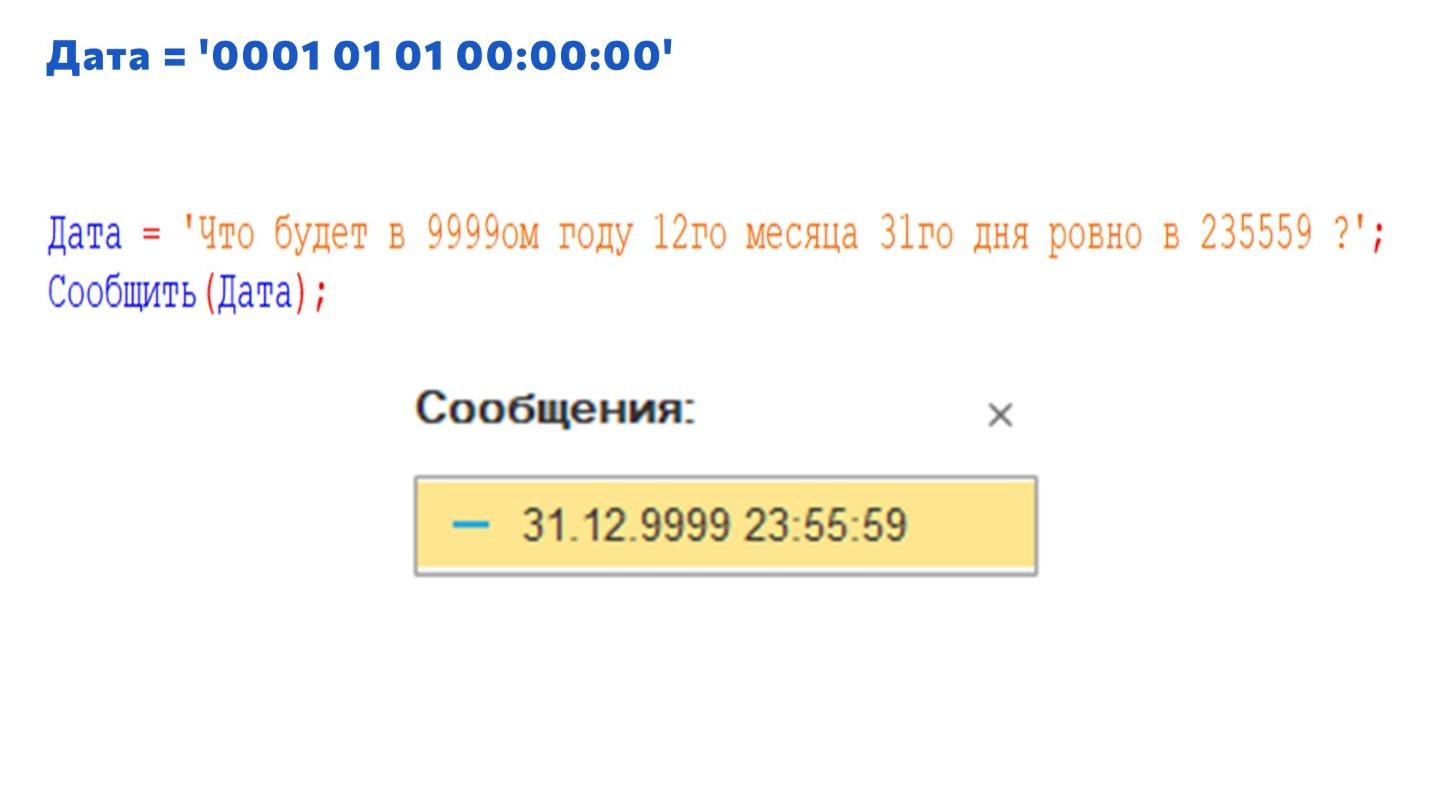 Дата = '0001 01 01 00:00:00'
Дата = 'Что будет в 9999ом году 12го месяца 31го дня ровно в 235559 ?';
Сообщить(Дата);
Сообщения:
31.12.9999 23:55:59